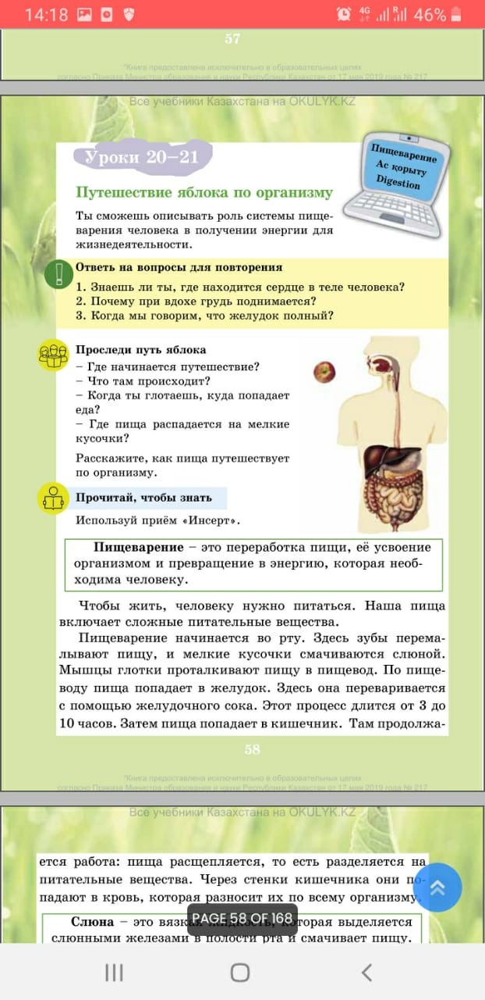 14:18
4G R 46%
57
"Книга предоставлена исключительно в образовательных целях
согласно Приказа Министра образования и науки Республики Казахстан от 17 мая 2019 года № 217
Все учебники Казахстана на OKULYK.KZ
Уроки 20–21
Пищеварение
Ас қорыту
Digestion
Путешествие яблока по организму
Ты сможешь описывать роль системы пище-
варения человека в получении энергии для
жизнедеятельности.
Ответь на вопросы для повторения
1. Знаешь ли ты, где находится сердце в теле человека?
2. Почему при вдохе грудь поднимается?
3. Когда мы говорим, что желудок полный?
Проследи путь яблока
– Где начинается путешествие?
– Что там происходит?
– Когда ты глотаешь, куда попадает
еда?
– Где пища распадается на мелкие
кусочки?
Расскажите, как пища путешествует
по организму.
Прочитай, чтобы знать
Используй приём «Инсерт».
Пищеварение – это переработка пищи, её усвоение
организмом и превращение в энергию, которая необ-
ходима человеку.
Чтобы жить, человеку нужно питаться. Наша пища
включает сложные питательные вещества.
Пищеварение начинается во рту. Здесь зубы перема-
лывают пищу, и мелкие кусочки смачиваются слюной.
Мышцы глотки проталкивают пищу в пищевод. По пище-
воду пища попадает в желудок. Здесь она переваривается
с помощью желудочного сока. Этот процесс длится от 3 до
10 часов. Затем пища попадает в кишечник. Там продолжа-
58
"Книга предоставлена исключительно в образовательных целях
согласно Приказа Министра образования и науки Республики Казахстан от 17 мая 2019 года № 217
Все учебники Казахстана на OKULYK.KZ
ется работа: пища расщепляется, то есть разделяется на
питательные вещества. Через стенки кишечника они по-
падают в кровь, которая разносит их по всему организму.
PAGE 58 OF 168
Слюна – это вязкая жидкость, которая выделяется
слюнными железами в полости рта и смачивает пищу.